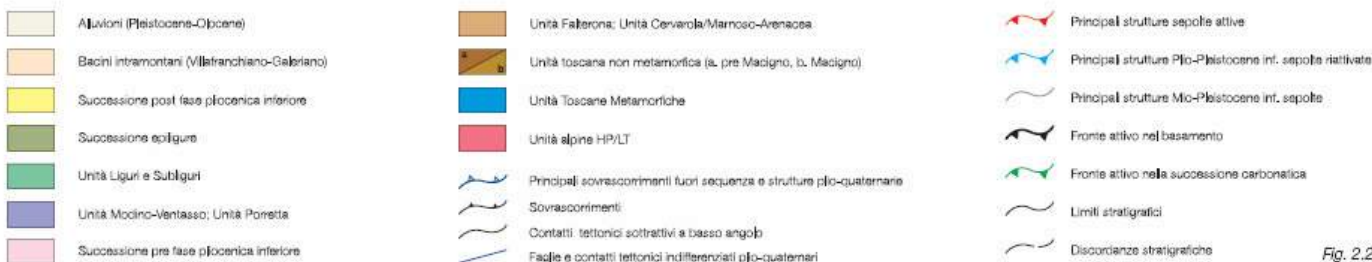 Alluvioni (Pleistocene-Olocene)
Bacini intramontani (Villafranchiano-Galeriano)
Successione post fase pliocenica inferiore
Successione epiligure
Unità Liguri e Subliguri
Unità Modino-Ventasso; Unità Porretta
Successione pre fase pliocenica inferiore
Unità Falterona; Unità Cervarola/Marnoso-Arenacea
a
b
Unità toscana non metamorfica (a. pre Macigno, b. Macigno)
Unità Toscane Metamorfiche
Unità alpine HP/LT
Principali sovrascorrimenti fuori sequenza e strutture plio-quaternarie
Sovrascorrimenti
Contatti tettonici sottrattivi a basso angolo
Faglie e contatti tettonici indifferenziati plio-quaternari
Principali strutture sepolte attive
Principali strutture Plio-Pleistocene inf. sepolte riattivate
Principali strutture Mio-Pleistocene inf. sepolte
Fronte attivo nel basamento
Fronte attivo nella successione carbonatica
Limiti stratigrafici
Discordanze stratigrafiche
Fig. 2.2